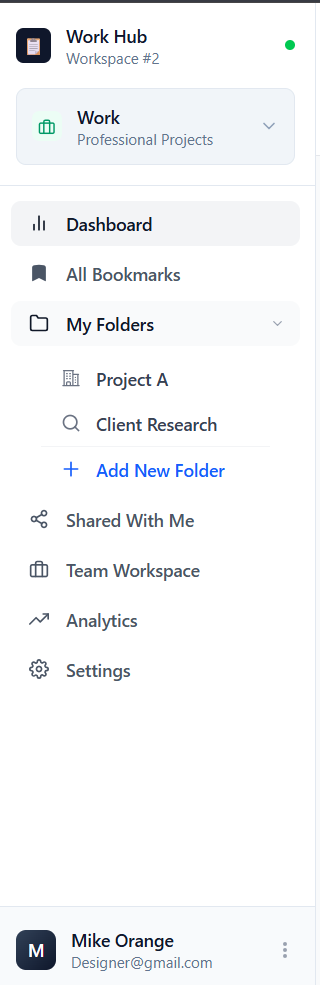 Work Hub
Workspace #2
Work
Professional Projects
Dashboard
All Bookmarks
My Folders
Project A
Client Research
Add New Folder
Shared With Me
Team Workspace
Analytics
Settings
M
Mike Orange
Designer@gmail.com